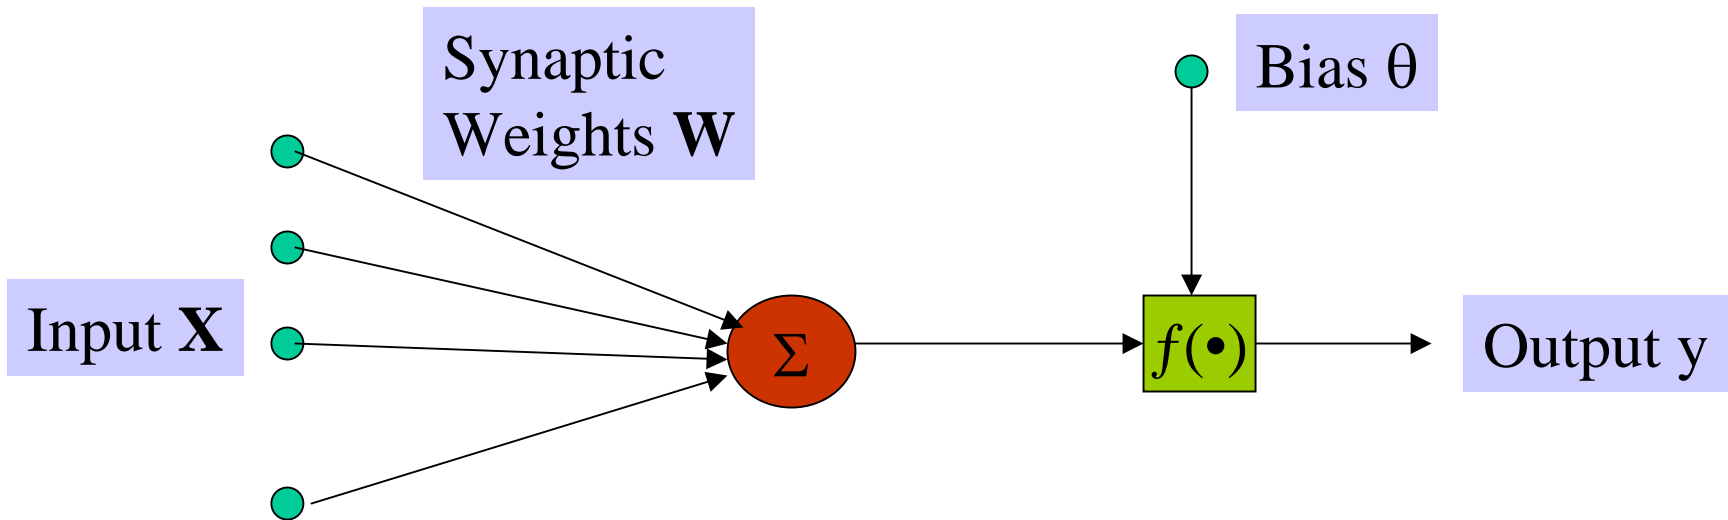 Synaptic
Weights W
Bias θ
Input X
Σ
f(•)
Output y